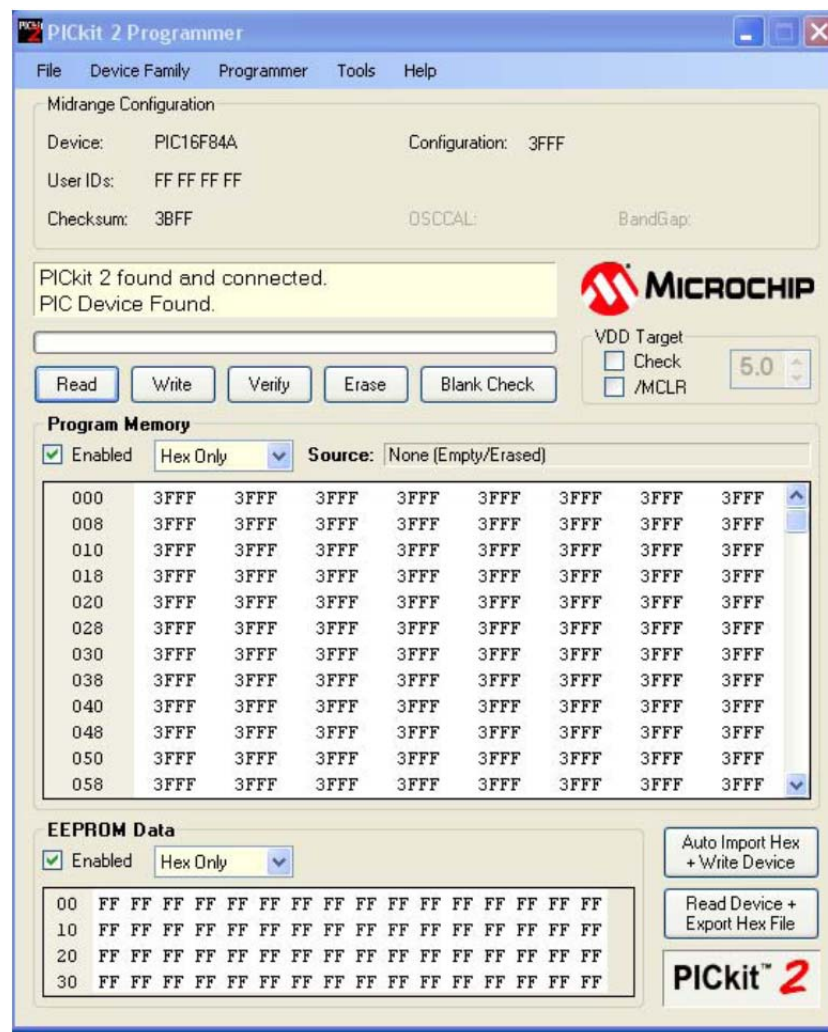 PICkit 2 Programmer
File Device Family Programmer Tools Help
Midrange Configuration
Device: PIC16F84A Configuration: 3FFF
User IDs: FF FF FF FF
Checksum: 3BFF OSCCAL: BandGap:
PICkit 2 found and connected.
PIC Device Found.
MICROCHIP
VDD Target
Check
/MCLR
5.0
Read Write Verify Erase Blank Check
Program Memory
Enabled Hex Only Source: None (Empty/Erased)
000 3FFF 3FFF 3FFF 3FFF 3FFF 3FFF 3FFF 3FFF
008 3FFF 3FFF 3FFF 3FFF 3FFF 3FFF 3FFF 3FFF
010 3FFF 3FFF 3FFF 3FFF 3FFF 3FFF 3FFF 3FFF
018 3FFF 3FFF 3FFF 3FFF 3FFF 3FFF 3FFF 3FFF
020 3FFF 3FFF 3FFF 3FFF 3FFF 3FFF 3FFF 3FFF
028 3FFF 3FFF 3FFF 3FFF 3FFF 3FFF 3FFF 3FFF
030 3FFF 3FFF 3FFF 3FFF 3FFF 3FFF 3FFF 3FFF
038 3FFF 3FFF 3FFF 3FFF 3FFF 3FFF 3FFF 3FFF
040 3FFF 3FFF 3FFF 3FFF 3FFF 3FFF 3FFF 3FFF
048 3FFF 3FFF 3FFF 3FFF 3FFF 3FFF 3FFF 3FFF
050 3FFF 3FFF 3FFF 3FFF 3FFF 3FFF 3FFF 3FFF
058 3FFF 3FFF 3FFF 3FFF 3FFF 3FFF 3FFF 3FFF
EEPROM Data
Enabled Hex Only
00 FF FF FF FF FF FF FF FF FF FF FF FF FF FF FF FF
10 FF FF FF FF FF FF FF FF FF FF FF FF FF FF FF FF
20 FF FF FF FF FF FF FF FF FF FF FF FF FF FF FF FF
30 FF FF FF FF FF FF FF FF FF FF FF FF FF FF FF FF
Auto Import Hex
+ Write Device
Read Device +
Export Hex File
PICkit™ 2